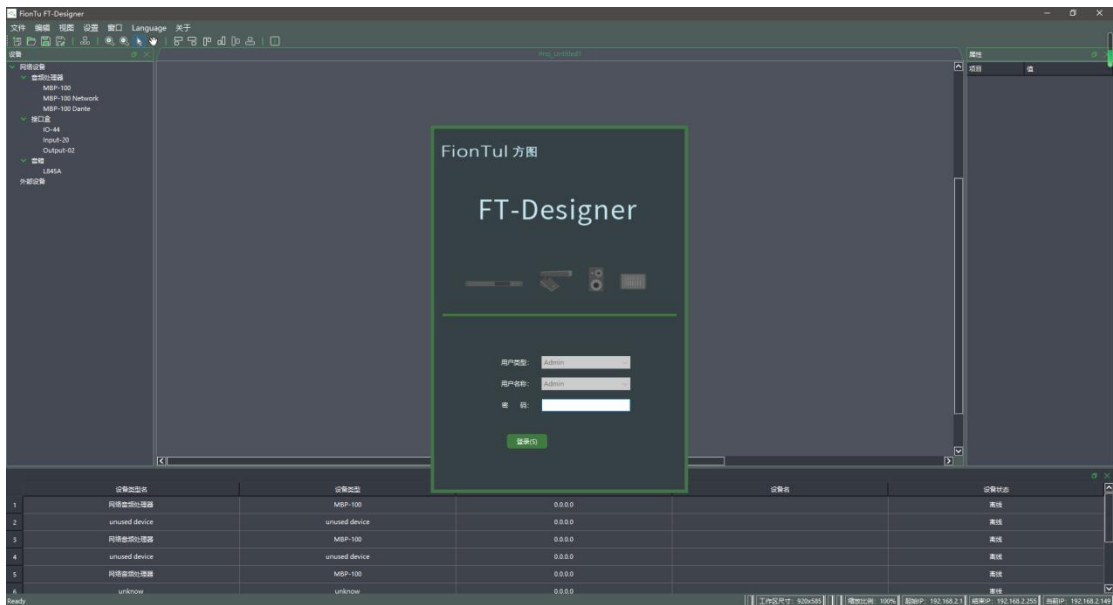 FionTu FT-Designer
文件 编辑 视图 设置 窗口 Language 关于
设备
Proj_Untitled1
属性
项目 值
网络设备
音频处理器
MBP-100
MBP-100 Network
MBP-100 Dante
接口盒
IO-44
Input-20
Output-02
音箱
L845A
外部设备
FionTul 方图
FT-Designer
用户类型: Admin
用户名称: Admin
密 码:
登录(S)
设备类型名 设备类型 设备名 设备状态
1 网络音频处理器 MBP-100 0.0.0.0 离线
2 unused device unused device 0.0.0.0 离线
3 网络音频处理器 MBP-100 0.0.0.0 离线
4 unused device unused device 0.0.0.0 离线
5 网络音频处理器 MBP-100 0.0.0.0 离线
6 unknow unknow 0.0.0.0 离线
Ready 工作区尺寸: 920x585 缩放比例: 100% 起始IP: 192.168.2.1 结束IP: 192.168.2.255 当前IP: 192.168.2.149